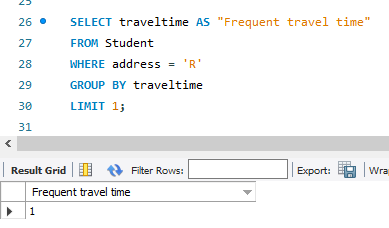 25
26 SELECT traveltime AS "Frequent travel time"
27 FROM Student
28 WHERE address = 'R'
29 GROUP BY traveltime
30 LIMIT 1;
31
Result Grid Filter Rows: Export: Wrap
Frequent travel time
1